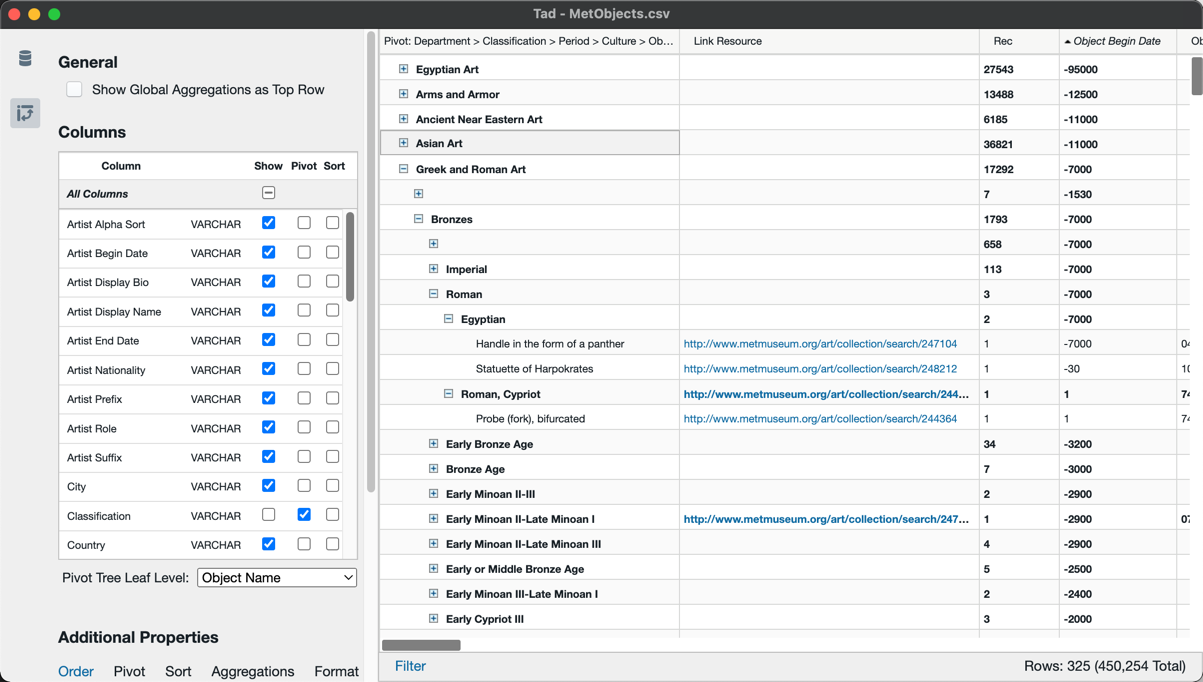 Tad - MetObjects.csv
General
Show Global Aggregations as Top Row
Columns
Column Show Pivot Sort
All Columns
Artist Alpha Sort VARCHAR
Artist Begin Date VARCHAR
Artist Display Bio VARCHAR
Artist Display Name VARCHAR
Artist End Date VARCHAR
Artist Nationality VARCHAR
Artist Prefix VARCHAR
Artist Role VARCHAR
Artist Suffix VARCHAR
City VARCHAR
Classification VARCHAR
Country VARCHAR
Pivot Tree Leaf Level: Object Name
Additional Properties
Order Pivot Sort Aggregations Format
Pivot: Department > Classification > Period > Culture > Ob... Link Resource Rec Object Begin Date Ob
Egyptian Art 27543 -95000
Arms and Armor 13488 -12500
Ancient Near Eastern Art 6185 -11000
Asian Art 36821 -11000
Greek and Roman Art 17292 -7000
7 -1530
Bronzes 1793 -7000
658 -7000
Imperial 113 -7000
Roman 3 -7000
Egyptian 2 -7000
Handle in the form of a panther http://www.metmuseum.org/art/collection/search/247104 1 -7000 04
Statuette of Harpokrates http://www.metmuseum.org/art/collection/search/248212 1 -30 10
Roman, Cypriot http://www.metmuseum.org/art/collection/search/244... 1 1 74
Probe (fork), bifurcated http://www.metmuseum.org/art/collection/search/244364 1 1 74
Early Bronze Age 34 -3200
Bronze Age 7 -3000
Early Minoan II-III 2 -2900
Early Minoan II-Late Minoan I http://www.metmuseum.org/art/collection/search/247... 1 -2900 07
Early Minoan II-Late Minoan III 4 -2900
Early or Middle Bronze Age 5 -2500
Early Minoan III-Late Minoan I 2 -2400
Early Cypriot III 3 -2000
Filter Rows: 325 (450,254 Total)